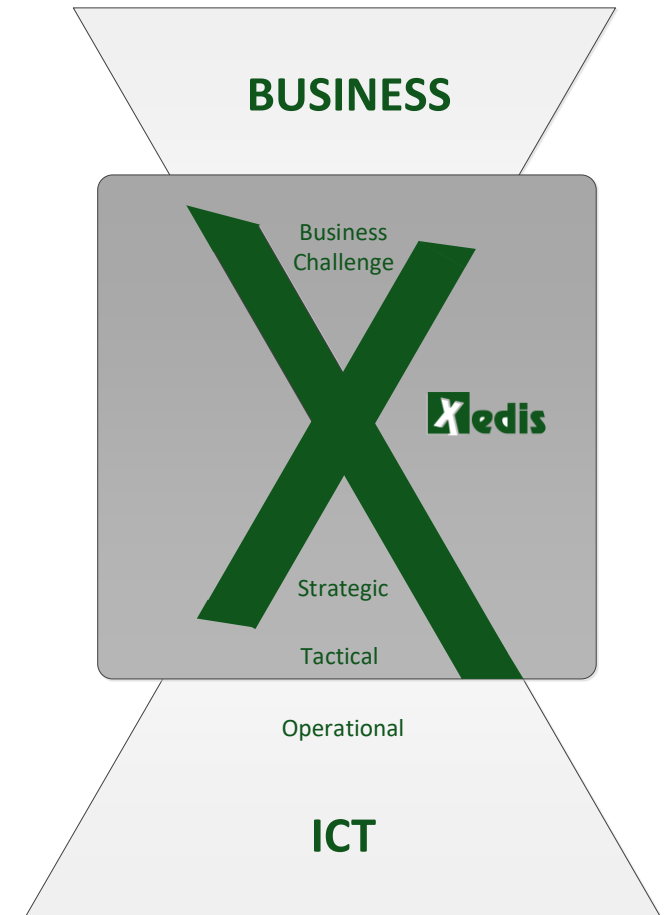 BUSINESS
Business
Challenge
Xedis
Strategic
Tactical
Operational
ICT